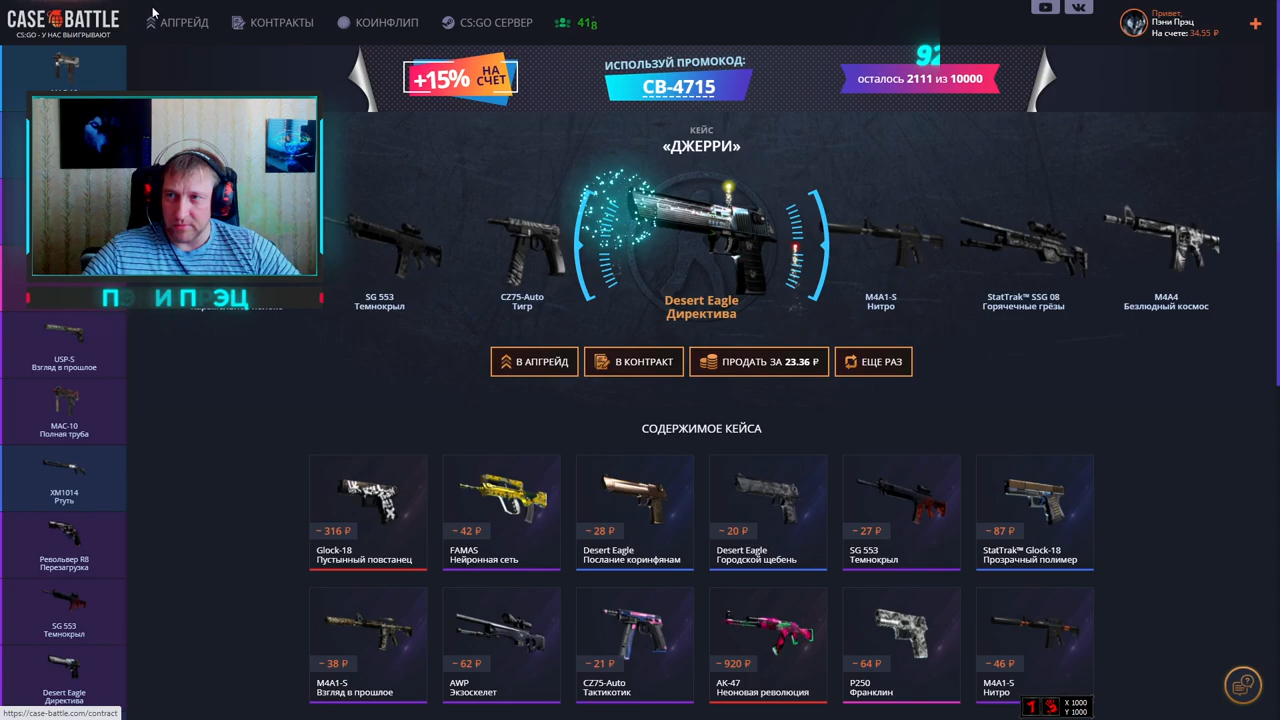 CASE BATTLE
CS:GO - У НАС ВЫИГРЫВАЮТ
АПГРЕЙД
КОНТРАКТЫ
КОИНФЛИП
CS:GO СЕРВЕР
Привет,
Пэни Прэц
На счете: 34.55 ₽
+15% НА СЧЕТ
ИСПОЛЬЗУЙ ПРОМОКОД:
CB-4715
осталось 2111 из 10000
КЕЙС
«ДЖЕРРИ»
SG 553
Темнокрыл
CZ75-Auto
Тигр
Desert Eagle
Директива
M4A1-S
Нитро
StatTrak™ SSG 08
Горячечные грёзы
M4A4
Безлюдный космос
В АПГРЕЙД
В КОНТРАКТ
ПРОДАТЬ ЗА 23.36 ₽
ЕЩЕ РАЗ
USP-S
Взгляд в прошлое
MAC-10
Полная труба
XM1014
Ртуть
Револьвер R8
Перезагрузка
SG 553
Темнокрыл
Desert Eagle
Директива
СОДЕРЖИМОЕ КЕЙСА
~ 316 ₽
Glock-18
Пустынный повстанец
~ 42 ₽
FAMAS
Нейронная сеть
~ 28 ₽
Desert Eagle
Послание коринфянам
~ 20 ₽
Desert Eagle
Городской щебень
~ 27 ₽
SG 553
Темнокрыл
~ 87 ₽
StatTrak™ Glock-18
Прозрачный полимер
~ 38 ₽
M4A1-S
Взгляд в прошлое
~ 62 ₽
AWP
Экзоскелет
~ 21 ₽
CZ75-Auto
Тактикотик
~ 920 ₽
AK-47
Неоновая революция
~ 64 ₽
P250
Франклин
~ 46 ₽
M4A1-S
Нитро
X 1000
Y 1000
https://case-battle.com/contract